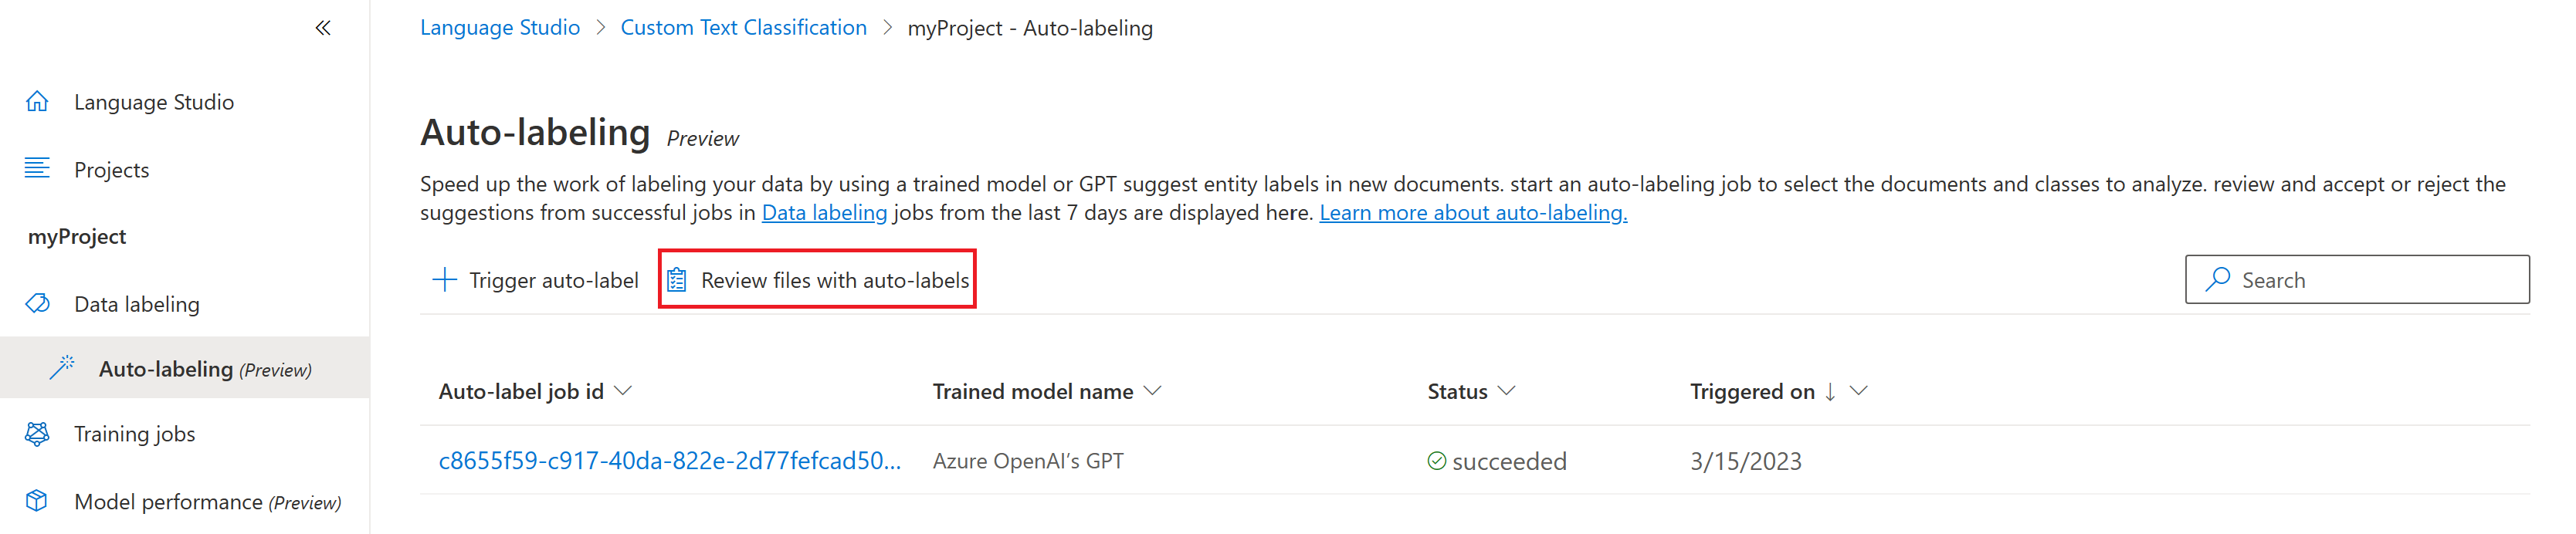 Language Studio
Projects
myProject
Data labeling
Auto-labeling (Preview)
Training jobs
Model performance (Preview)
Language Studio > Custom Text Classification > myProject - Auto-labeling
Auto-labeling Preview
Speed up the work of labeling your data by using a trained model or GPT suggest entity labels in new documents. start an auto-labeling job to select the documents and classes to analyze. review and accept or reject the
suggestions from successful jobs in Data labeling jobs from the last 7 days are displayed here. Learn more about auto-labeling.
Trigger auto-label Review files with auto-labels Search
Auto-label job id Trained model name Status Triggered on
c8655f59-c917-40da-822e-2d77fefcad50... Azure OpenAI’s GPT succeeded 3/15/2023